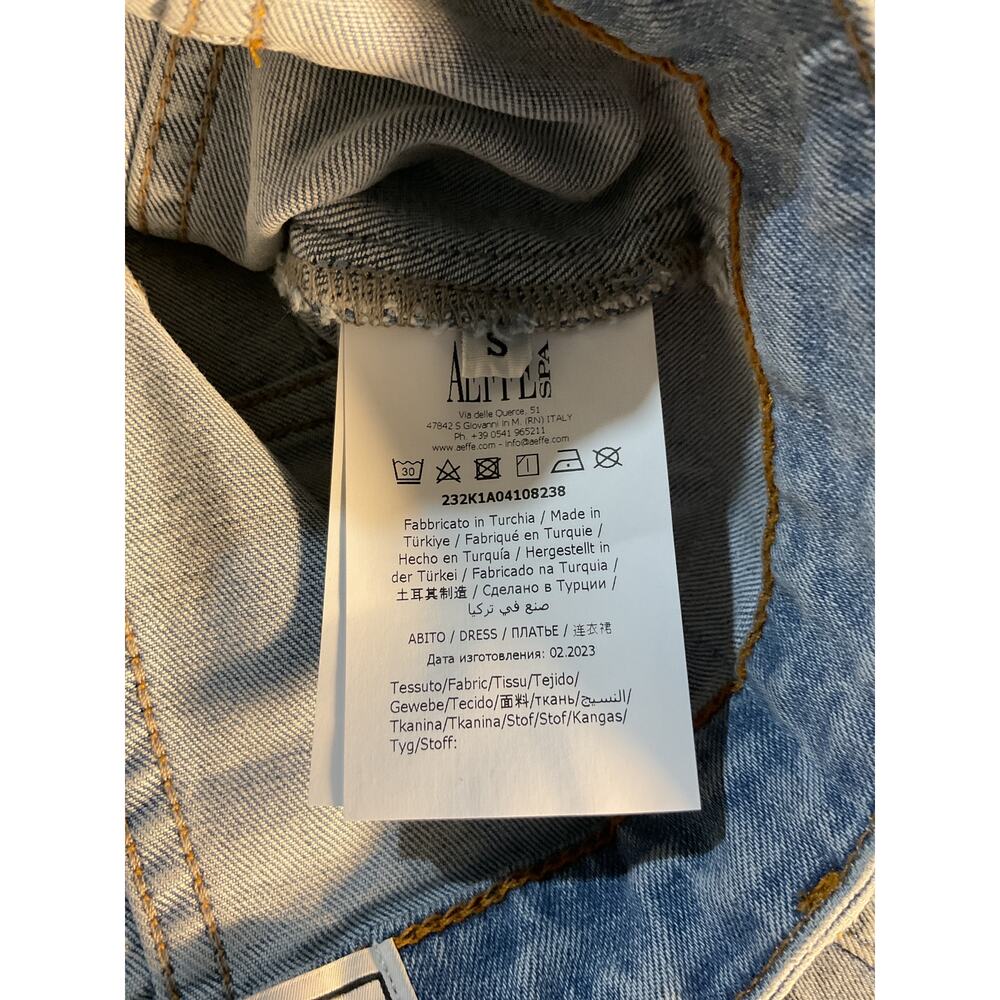 S
AEFFE SPA
Via delle Querce, 51
47842 S Giovanni in M. (RN) ITALY
Ph. +39 0541 965211
www.aeffe.com - info@aeffe.com
30
232K1A04108238
Fabbricato in Turchia / Made in
Türkiye / Fabriqué en Turquie /
Hecho en Turquía / Hergestellt in
der Türkei / Fabricado na Turquia /
土耳其制造 / Сделано в Турции /
صنع في تركيا
ABITO / DRESS / ПЛАТЬЕ / 连衣裙
Дата изготовления: 02.2023
Tessuto/Fabric/Tissu/Tejido/
Gewebe/Tecido/面料/ткань/النسيج/
Tkanina/Tkanina/Stof/Stof/Kangas/
Tyg/Stoff: